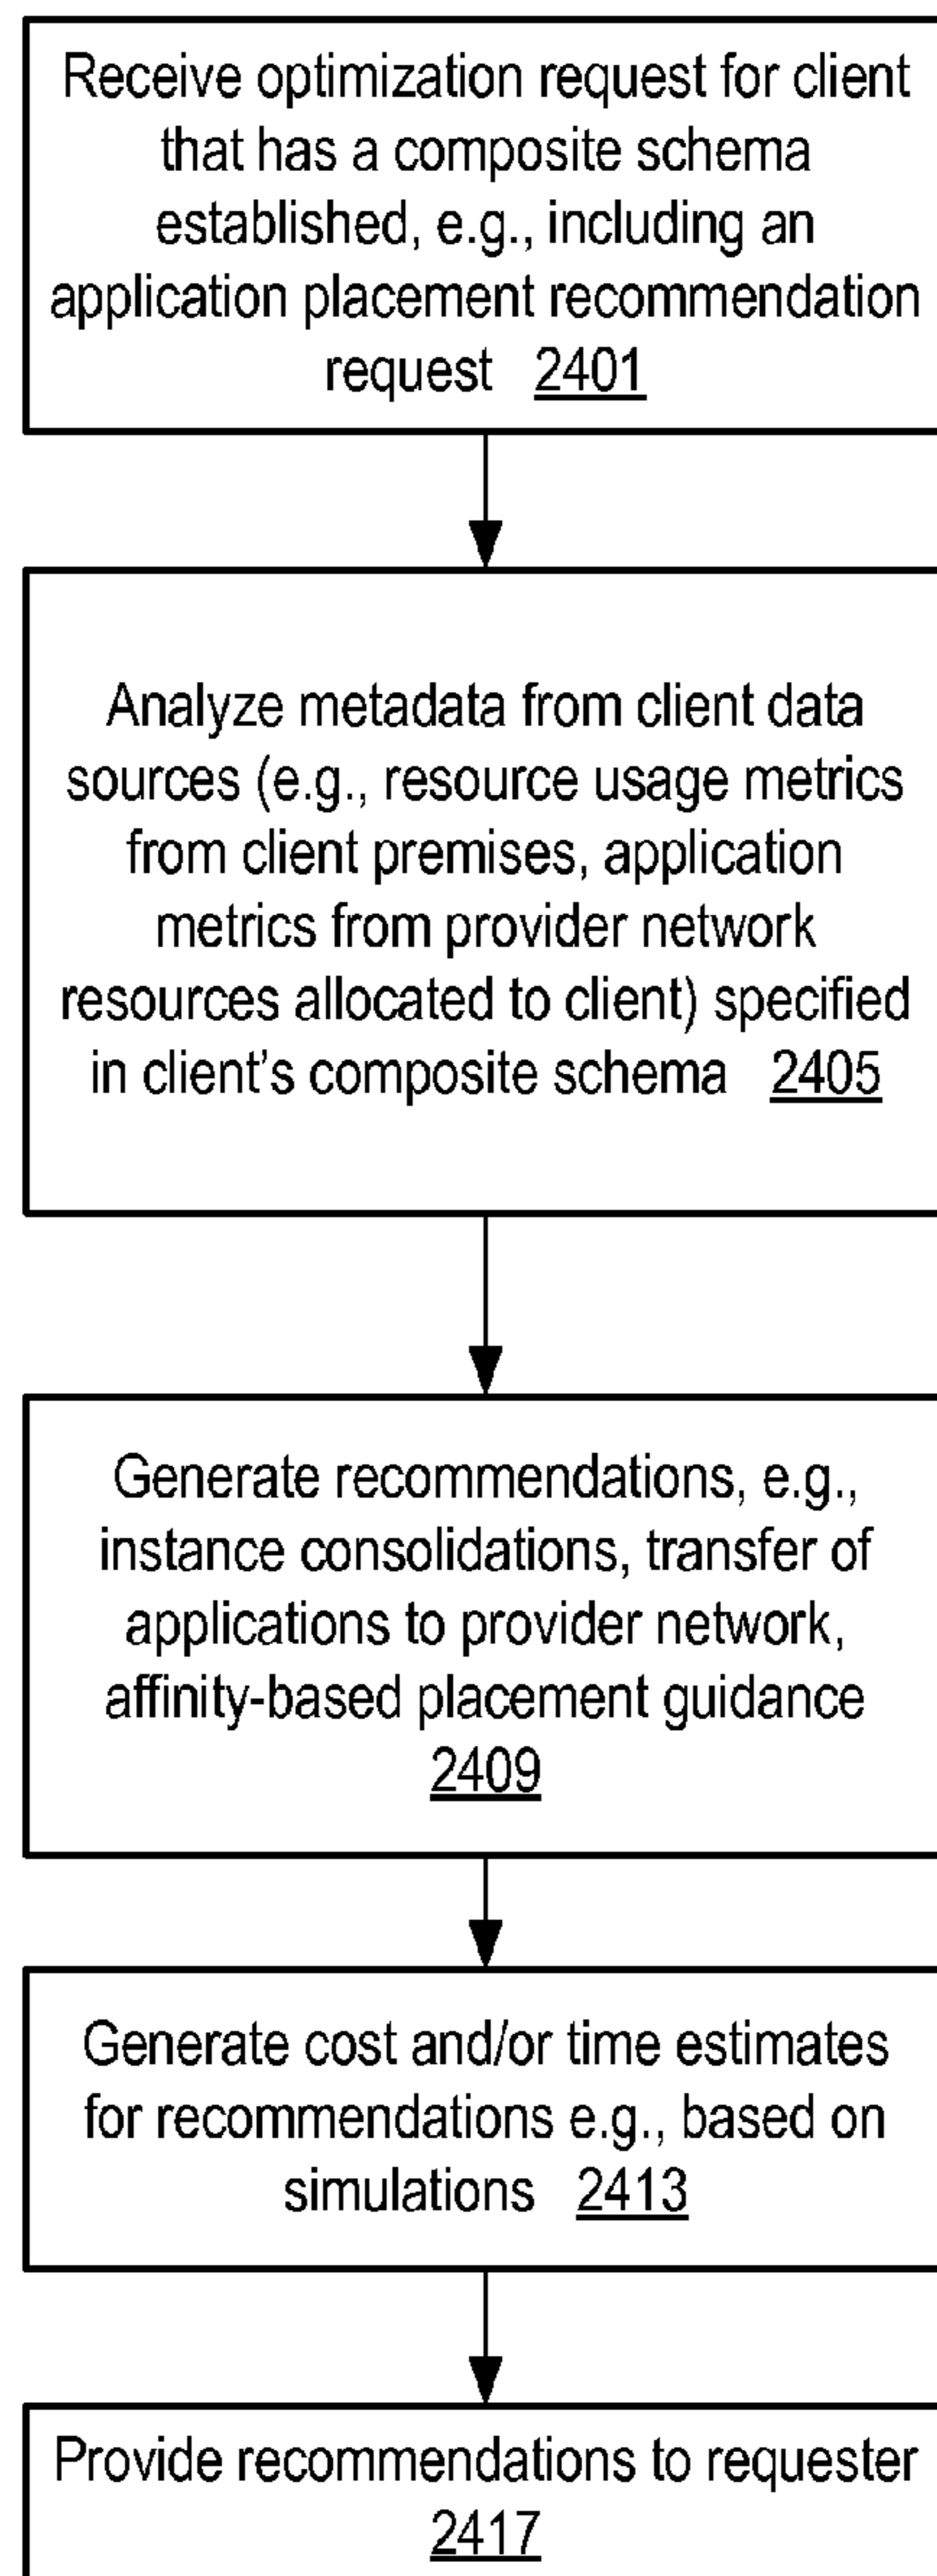 Receive optimization request for client
that has a composite schema
established, e.g., including an
application placement recommendation
request 2401
Analyze metadata from client data
sources (e.g., resource usage metrics
from client premises, application
metrics from provider network
resources allocated to client) specified
in client's composite schema 2405
Generate recommendations, e.g.,
instance consolidations, transfer of
applications to provider network,
affinity-based placement guidance
2409
Generate cost and/or time estimates
for recommendations e.g., based on
simulations 2413
Provide recommendations to requester
2417